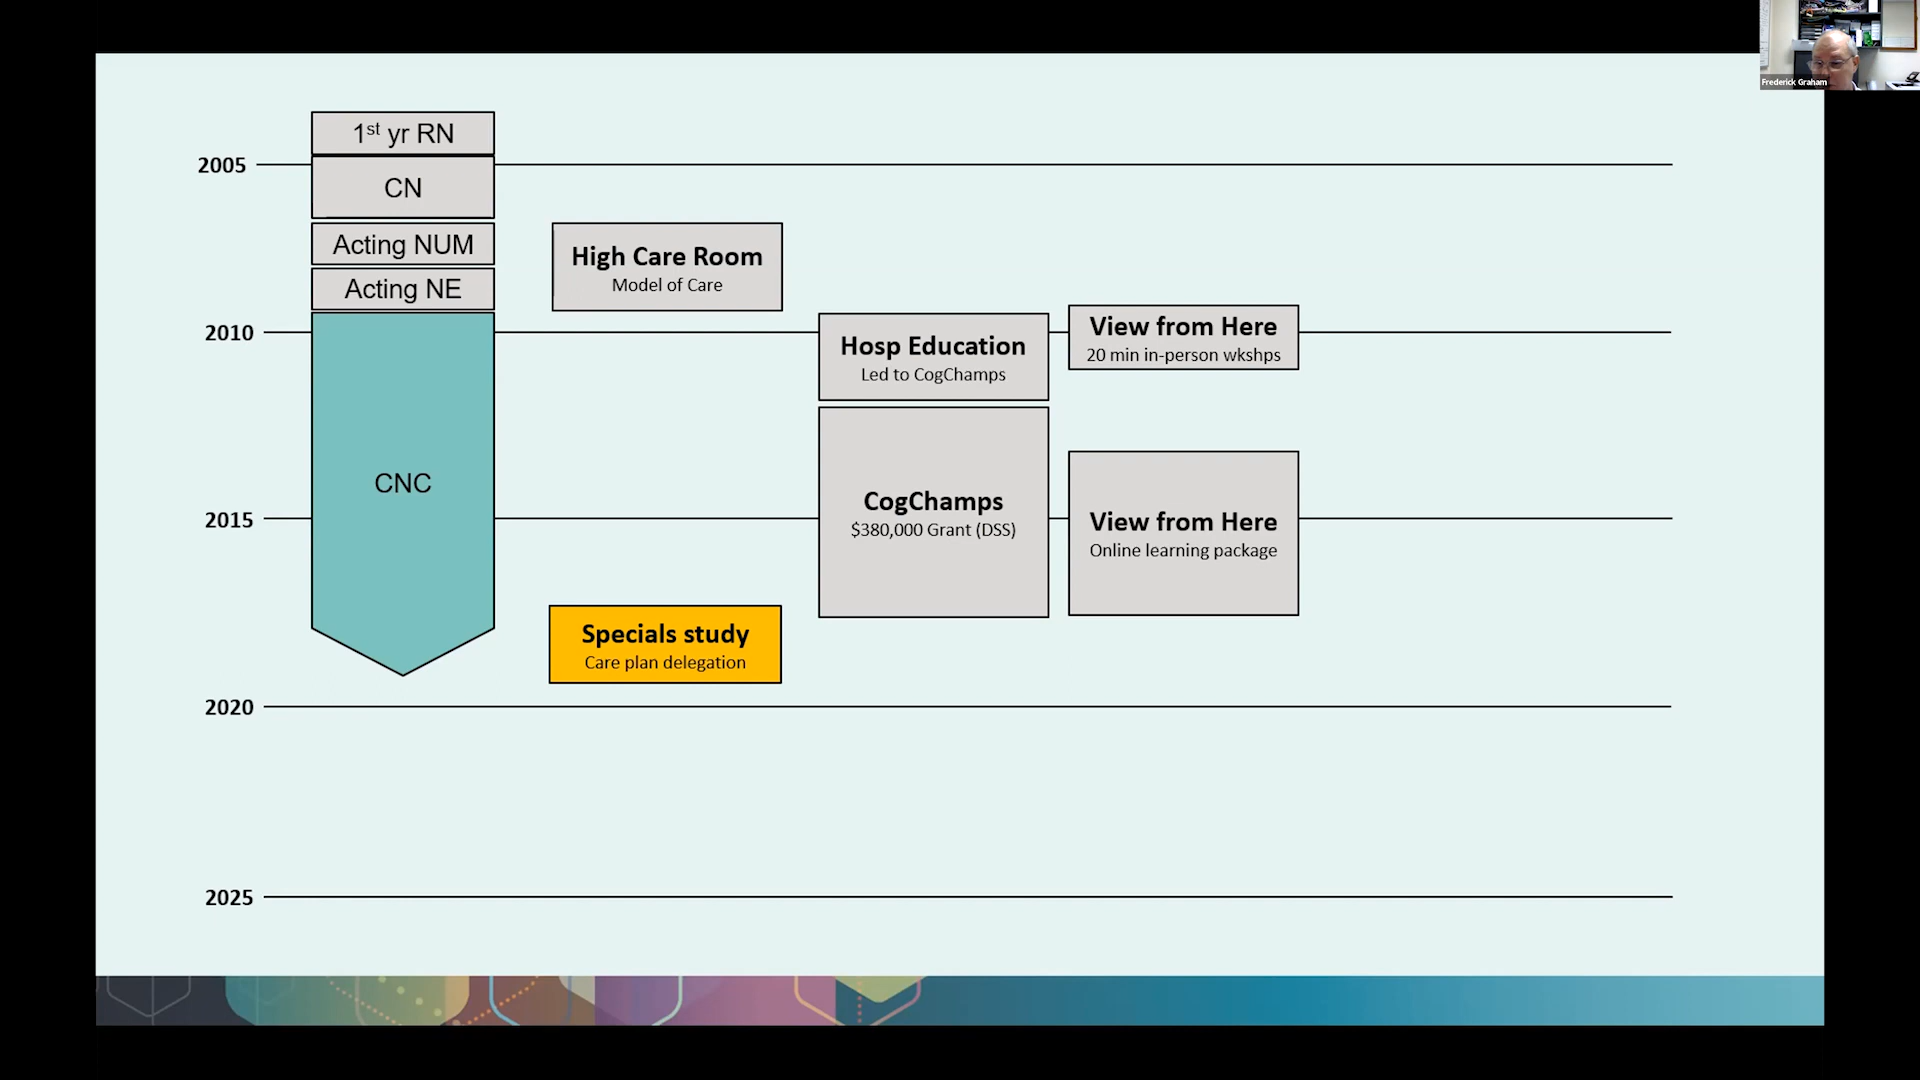 Frederick Graham
1st yr RN
2005
CN
Acting NUM
Acting NE
High Care Room
Model of Care
2010
Hosp Education
Led to CogChamps
View from Here
20 min in-person wkshps
CNC
CogChamps
$380,000 Grant (DSS)
View from Here
Online learning package
2015
Specials study
Care plan delegation
2020
2025